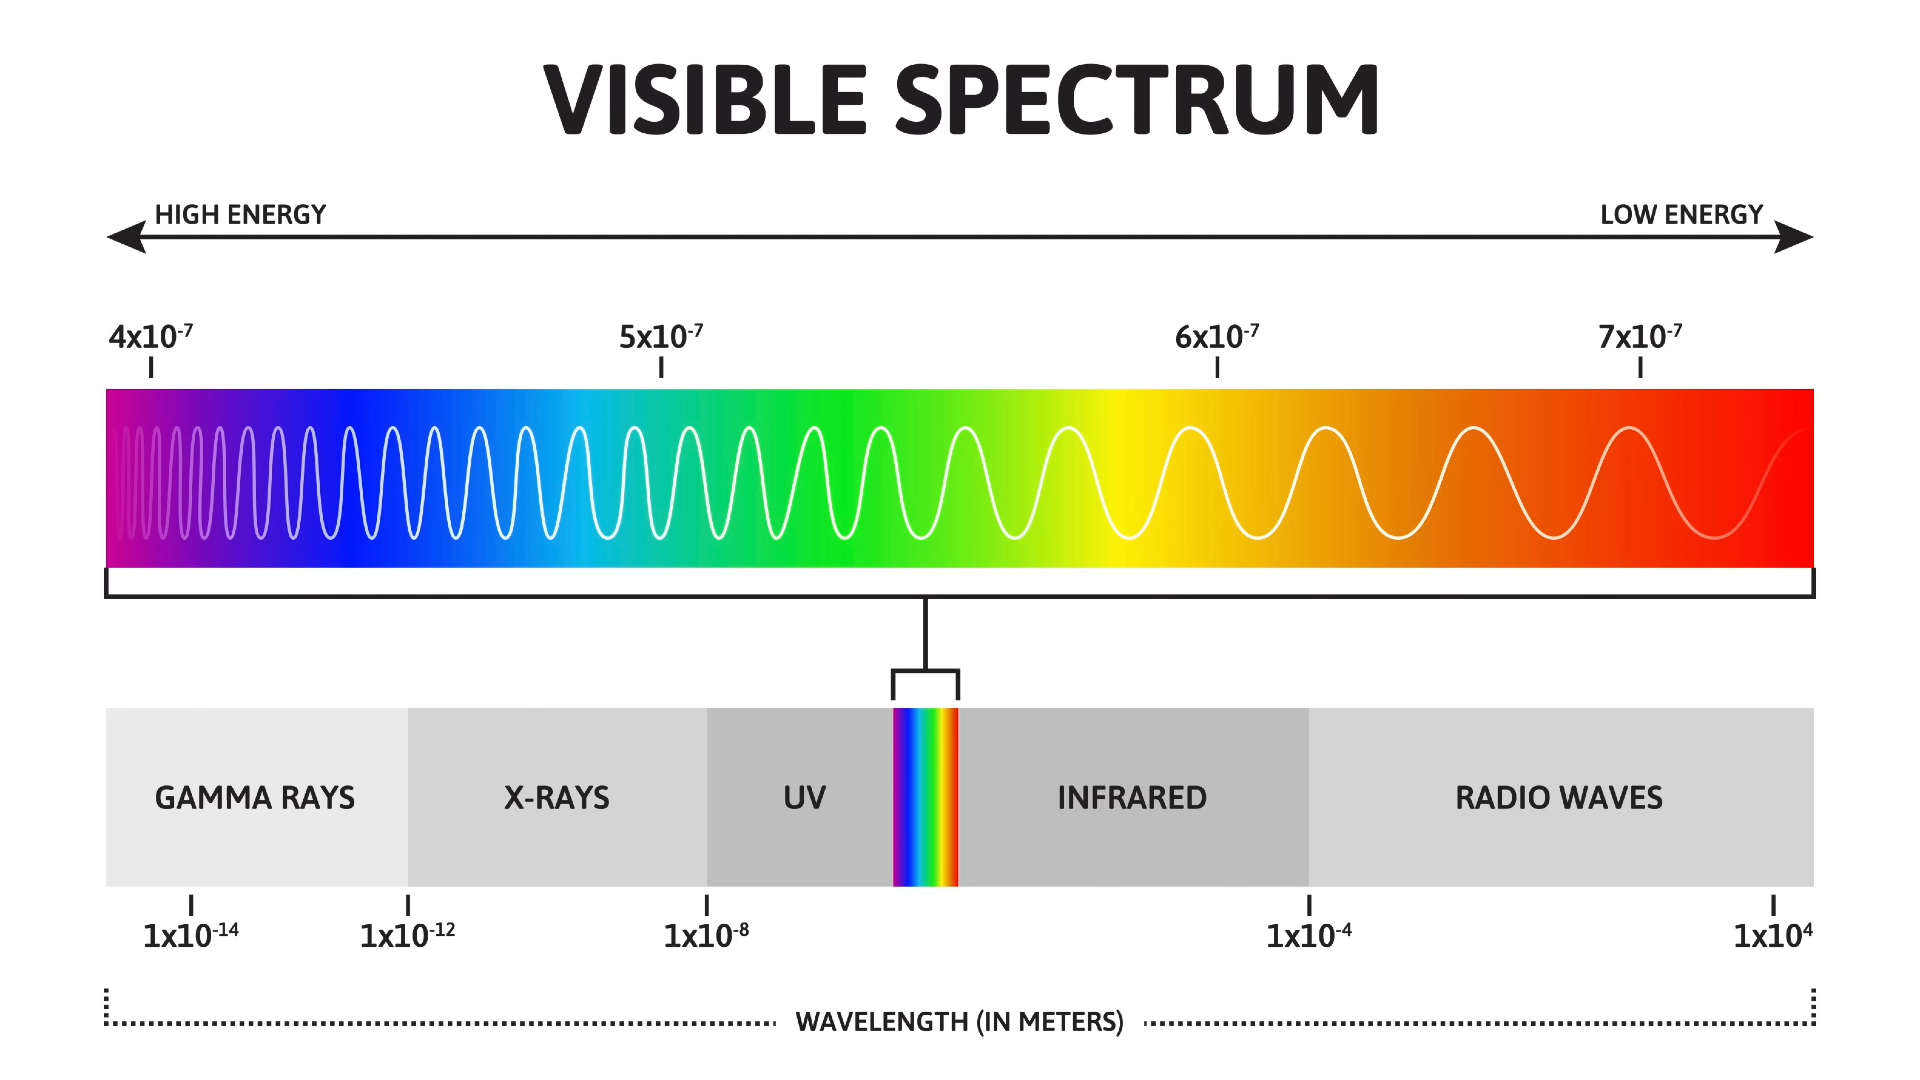 VISIBLE SPECTRUM
HIGH ENERGY LOW ENERGY
4x10⁻⁷ 5x10⁻⁷ 6x10⁻⁷ 7x10⁻⁷
GAMMA RAYS X-RAYS UV INFRARED RADIO WAVES
1x10⁻¹⁴ 1x10⁻¹² 1x10⁻⁸ 1x10⁻⁴ 1x10⁴
WAVELENGTH (IN METERS)